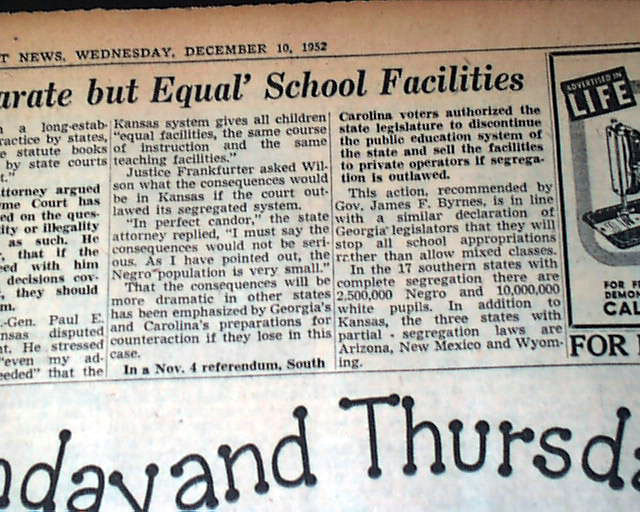 T NEWS, WEDNESDAY, DECEMBER 10, 1952
arate but Equal' School Facilities
n a long-estab-
ractice by states,
e statute books
by state courts
t."
ttorney argued
me Court has
ed on the ques-
ity or illegality
as such. He
, that if the
ed with him
decisions cov-
, they should
m.
.-Gen. Paul E.
nsas disputed
nt. He stressed
"even my ad-
eeded" that the
Kansas system gives all children
"equal facilities, the same course
of instruction and the same
teaching facilities."
Justice Frankfurter asked Wil-
son what the consequences would
be in Kansas if the court out-
lawed its segregated system.
"In perfect candor," the state
attorney replied, "I must say the
consequences would not be seri-
ous. As I have pointed out, the
Negro population is very small."
That the consequences will be
more dramatic in other states
has been emphasized by Georgia's
and Carolina's preparations for
counteraction if they lose in this
case.
In a Nov. 4 referendum, South
Carolina voters authorized the
state legislature to discontinue
the public education system of
the state and sell the facilities
to private operators if segrega-
tion is outlawed.
This action, recommended by
Gov. James F. Byrnes, is in line
with a similar declaration of
Georgia legislators that they will
stop all school appropriations
rather than allow mixed classes.
In the 17 southern states with
complete segregation there are
2,500,000 Negro and 10,000,000
white pupils. In addition to
Kansas, the three states with
partial - segregation laws are
Arizona, New Mexico and Wyom-
ing.
ADVERTISED IN
LIFE
FOR F
DEMO
CAL
FOR
nday and Thursda